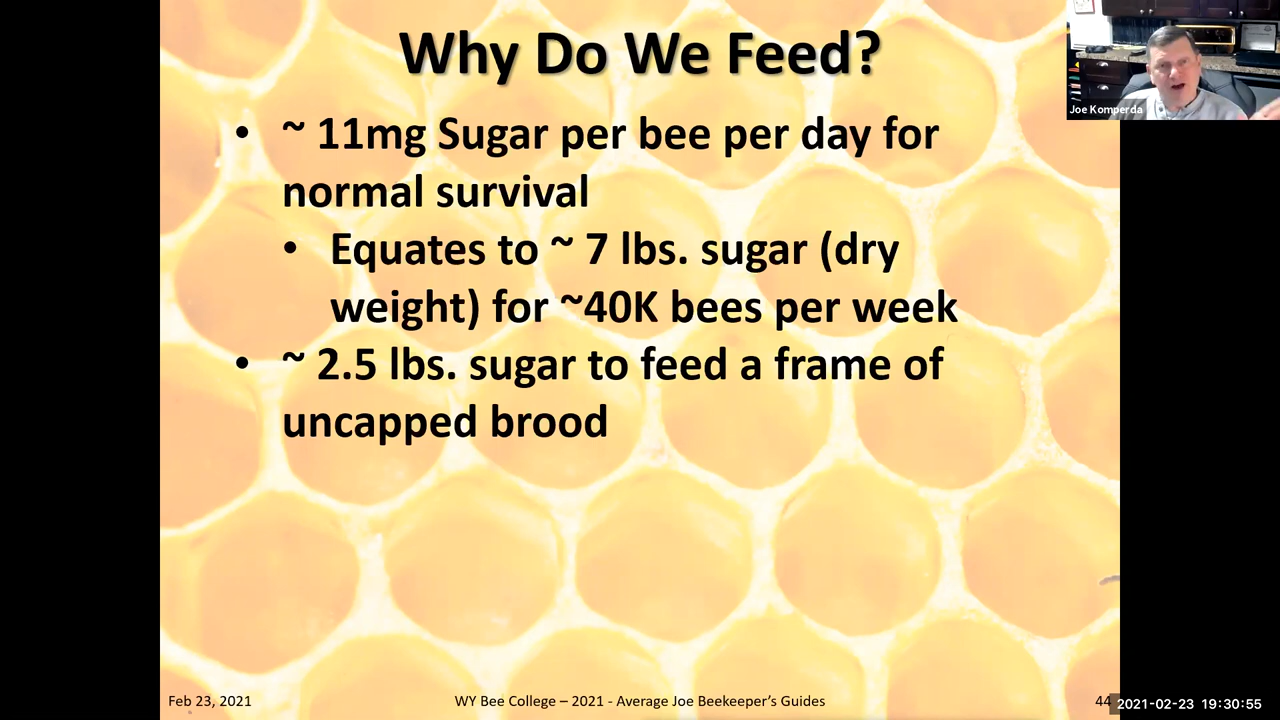 Why Do We Feed?
Joe Komperda
• ~ 11mg Sugar per bee per day for
normal survival
• Equates to ~ 7 lbs. sugar (dry
weight) for ~40K bees per week
• ~ 2.5 lbs. sugar to feed a frame of
uncapped brood
Feb 23, 2021
WY Bee College – 2021 - Average Joe Beekeeper’s Guides
44
2021-02-23 19:30:55